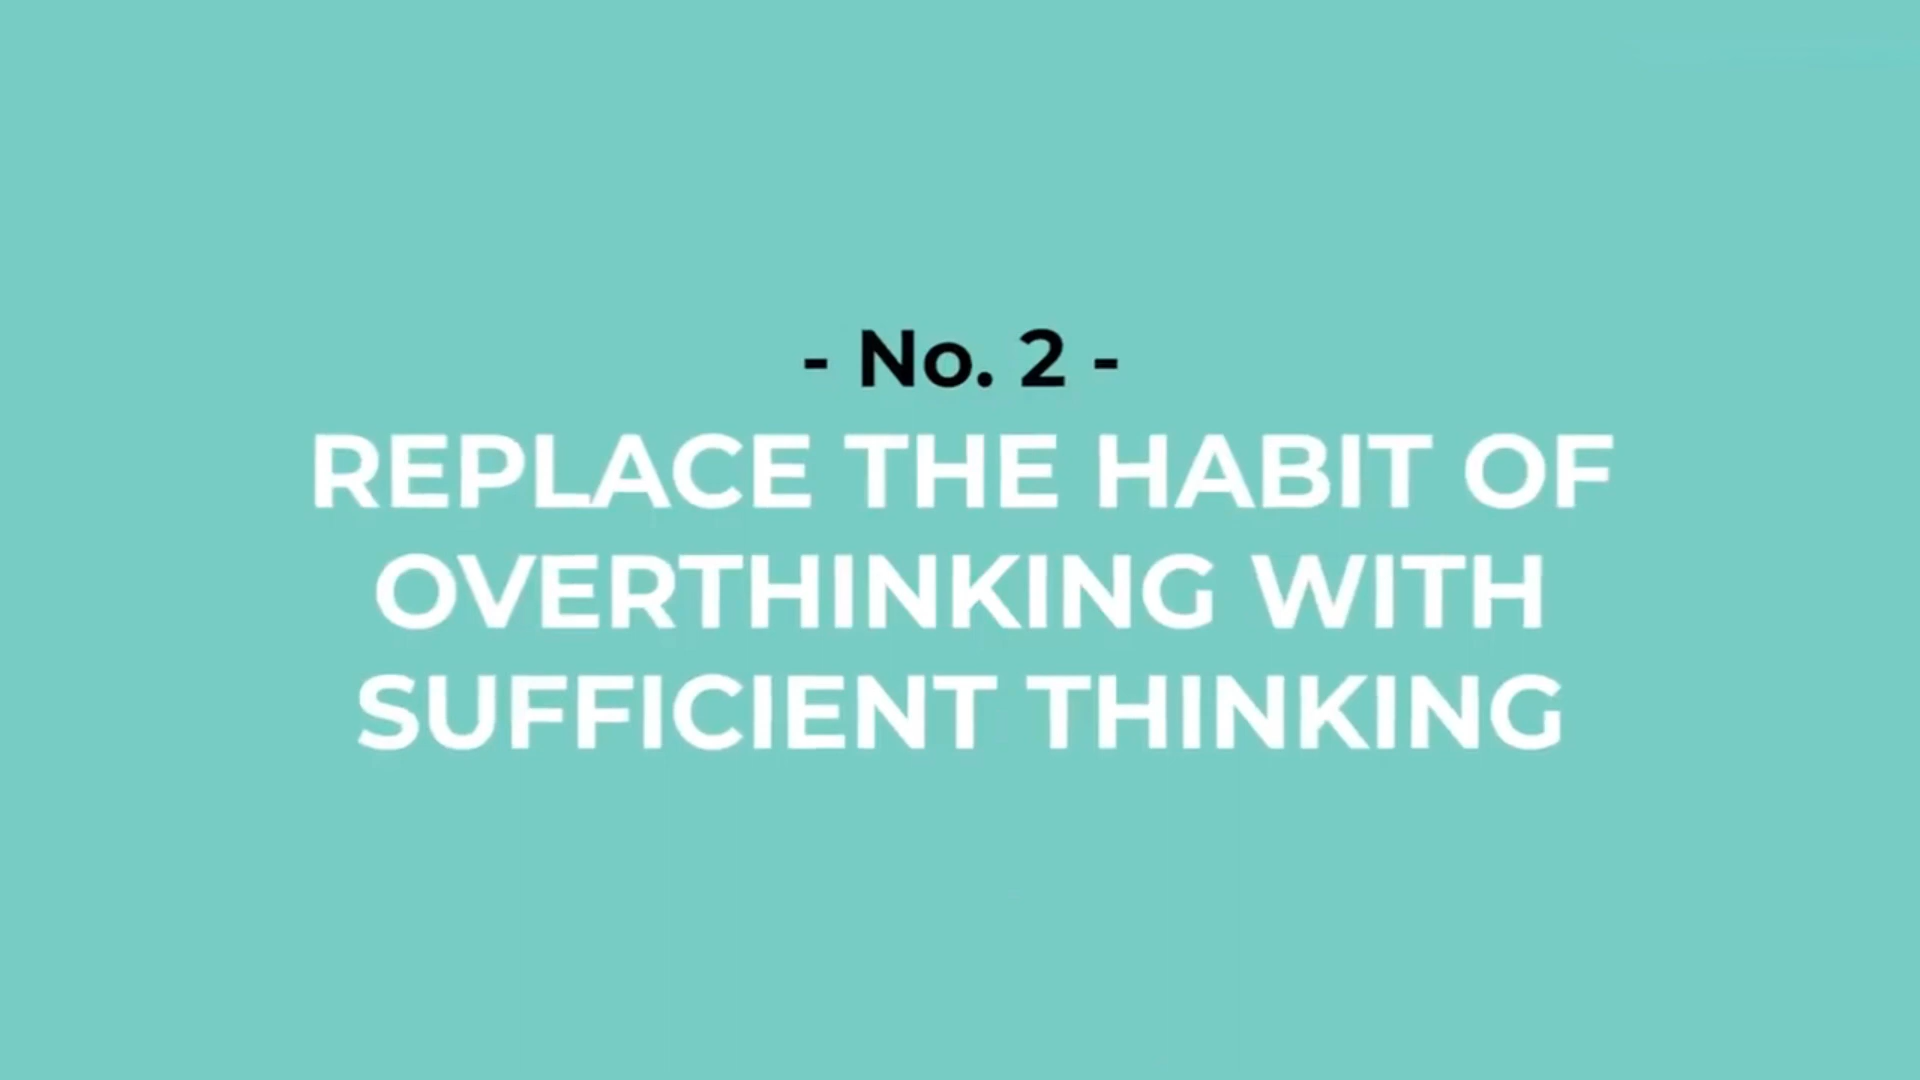 - No. 2 -
REPLACE THE HABIT OF
OVERTHINKING WITH
SUFFICIENT THINKING